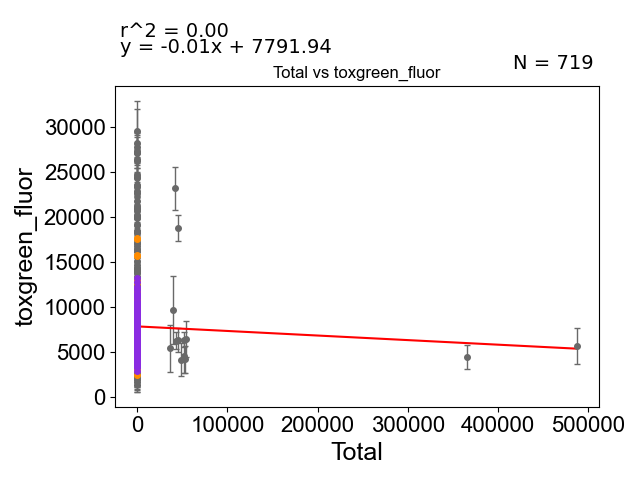 r^2 = 0.00
y = -0.01x + 7791.94
N = 719
Total vs toxgreen_fluor
toxgreen_fluor
30000
25000
20000
15000
10000
5000
0
0 100000 200000 300000 400000 500000
Total